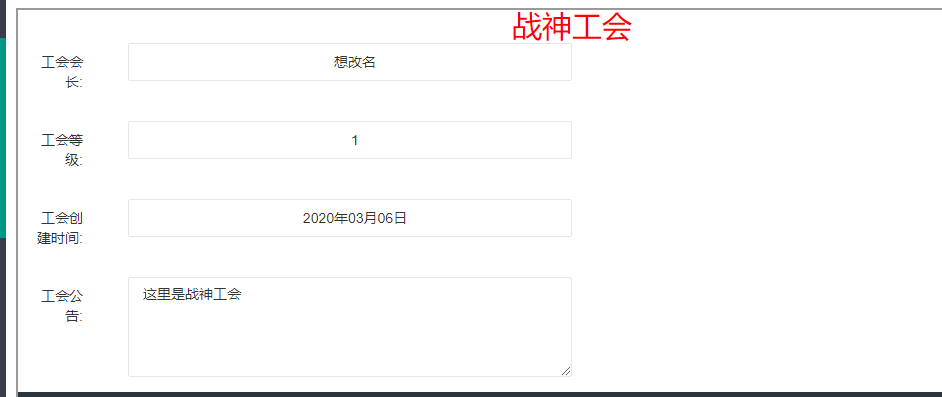 战神工会
工会会
长:
想改名
工会等
级:
1
工会创
建时间:
2020年03月06日
工会公
告:
这里是战神工会